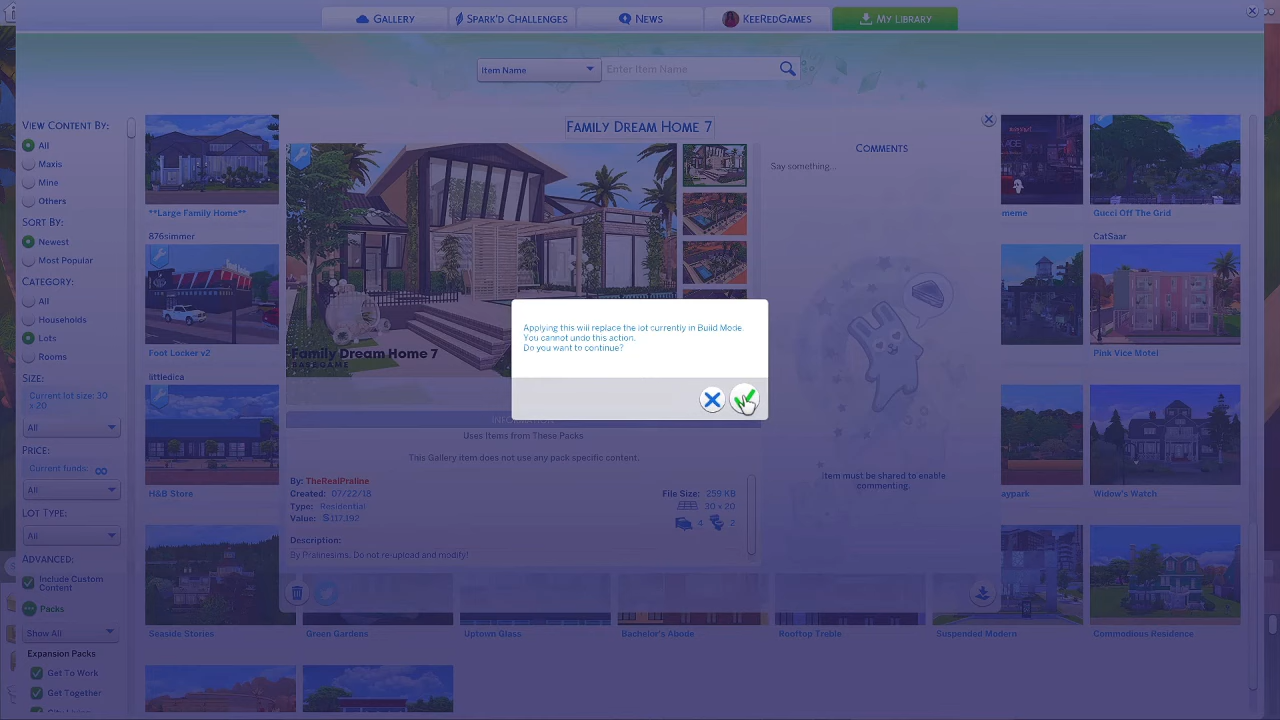 GALLERY
SPARK'D CHALLENGES
NEWS
KEEREDGAMES
MY LIBRARY
Item Name
Enter Item Name
VIEW CONTENT BY:
All
Maxis
Mine
Others
SORT BY:
Newest
Most Popular
CATEGORY:
All
Households
Lots
Rooms
SIZE:
Current lot size: 30
x 20
All
PRICE:
Current funds: ∞
All
LOT TYPE:
All
ADVANCED:
Include Custom
Content
Packs
Show All
Expansion Packs
Get To Work
Get Together
**Large Family Home**
876simmer
Foot Locker v2
littledica
H&B Store
Seaside Stories
Green Gardens
Uptown Glass
Bachelor's Abode
Rooftop Treble
Suspended Modern
Commodious Residence
meme
Gucci Off The Grid
CatSaar
Pink Vice Motel
aypark
Widow's Watch
FAMILY DREAM HOME 7
Family Dream Home 7
BASEGAME
COMMENTS
Say something...
Item must be shared to enable
commenting.
Applying this will replace the lot currently in Build Mode.
You cannot undo this action.
Do you want to continue?
Uses Items from These Packs
This Gallery item does not use any pack specific content.
By: TheRealPraline
Created: 07/22/18
Type: Residential
Value: §117,392
File Size: 259 KB
30 x 20
4 2
Description:
By Pralinesims. Do not re-upload and modify!